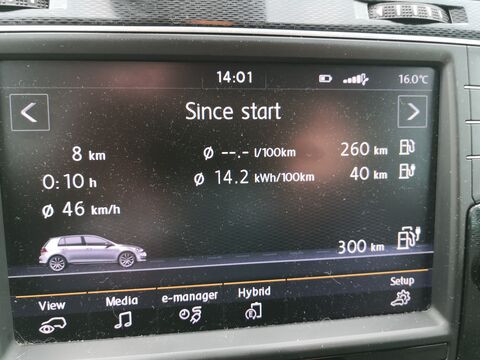 14:01 16.0°C
Since start
8 km ø --.- l/100km 260 km
0:10 h ø 14.2 kWh/100km 40 km
ø 46 km/h
300 km
View Media e-manager Hybrid Setup